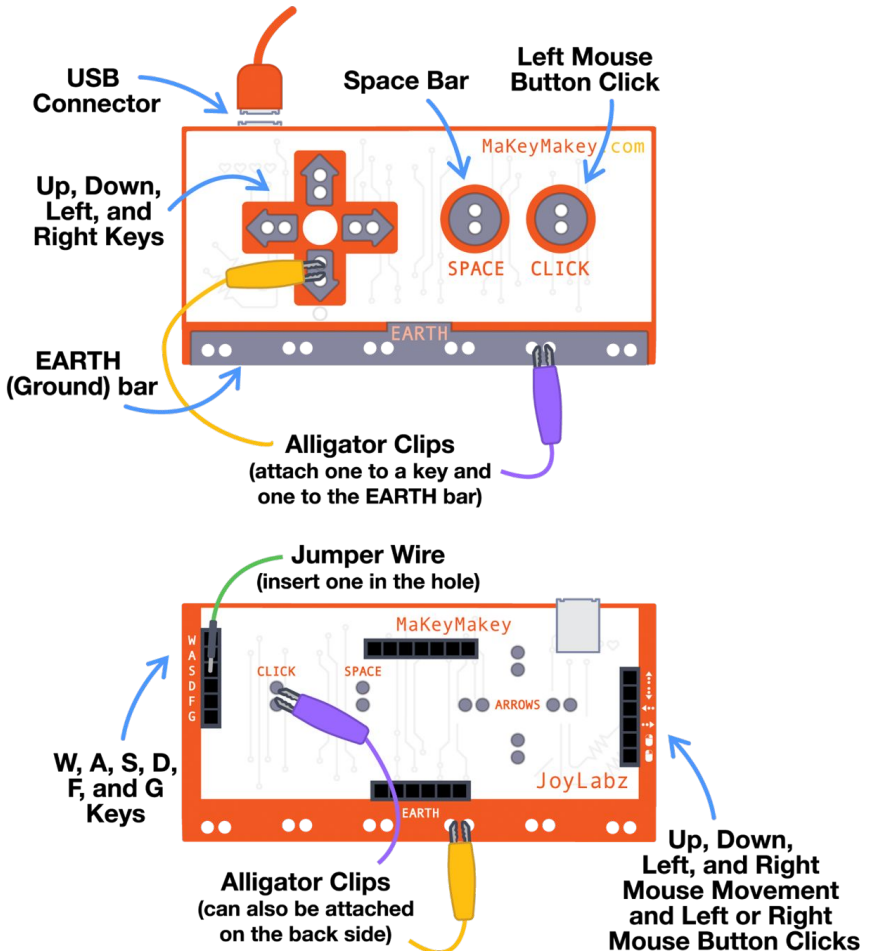 USB
Connector
Space Bar
Left Mouse
Button Click
MaKeyMakey.com
Up, Down,
Left, and
Right Keys
SPACE
CLICK
EARTH
EARTH
(Ground) bar
Alligator Clips
(attach one to a key and
one to the EARTH bar)
Jumper Wire
(insert one in the hole)
MaKeyMakey
W
A
S
D
F
G
CLICK
SPACE
ARROWS
JoyLabz
EARTH
W, A, S, D,
F, and G
Keys
Alligator Clips
(can also be attached
on the back side)
Up, Down,
Left, and Right
Mouse Movement
and Left or Right
Mouse Button Clicks